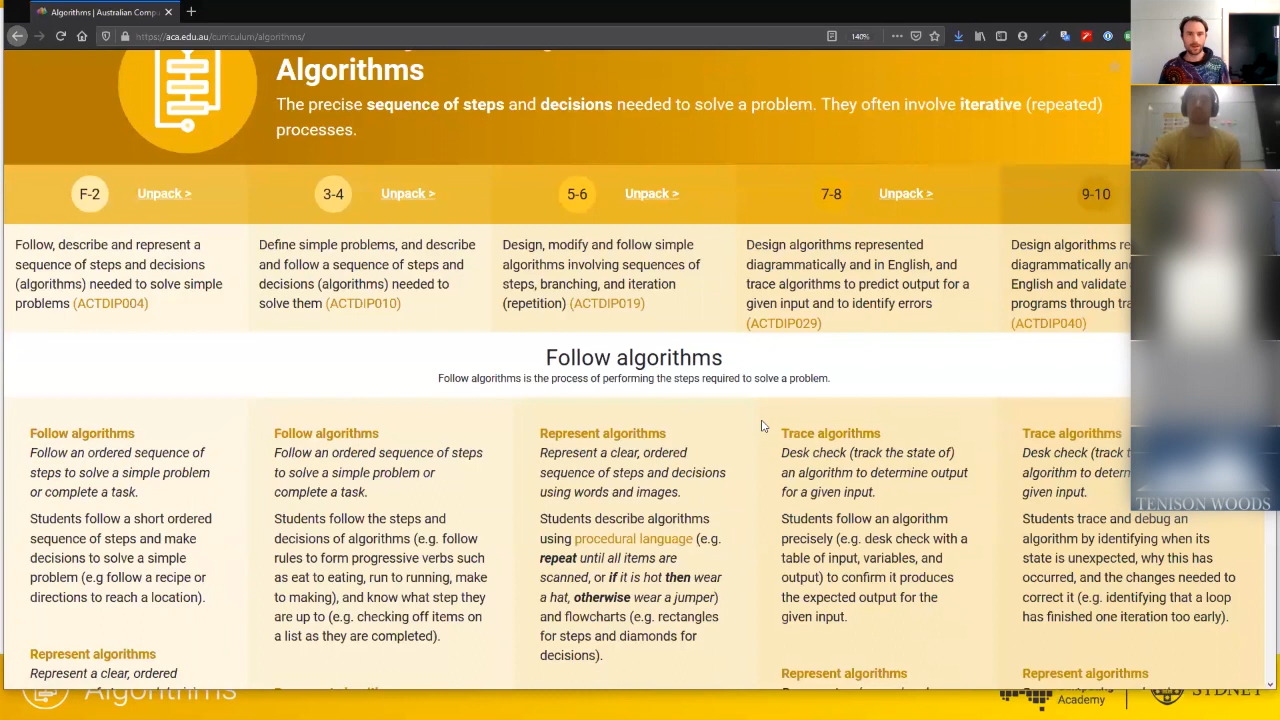 Algorithms | Australian Compu
https://aca.edu.au/curriculum/algorithms/
140%
Algorithms
The precise sequence of steps and decisions needed to solve a problem. They often involve iterative (repeated)
processes.
F-2 Unpack > 3-4 Unpack > 5-6 Unpack > 7-8 Unpack > 9-10
Follow, describe and represent a
sequence of steps and decisions
(algorithms) needed to solve simple
problems (ACTDIP004)
Define simple problems, and describe
and follow a sequence of steps and
decisions (algorithms) needed to
solve them (ACTDIP010)
Design, modify and follow simple
algorithms involving sequences of
steps, branching, and iteration
(repetition) (ACTDIP019)
Design algorithms represented
diagrammatically and in English, and
trace algorithms to predict output for a
given input and to identify errors
(ACTDIP029)
Design algorithms re
diagrammatically and
English and validate
programs through tra
(ACTDIP040)
Follow algorithms
Follow algorithms is the process of performing the steps required to solve a problem.
Follow algorithms
Follow an ordered sequence of
steps to solve a simple problem
or complete a task.
Students follow a short ordered
sequence of steps and make
decisions to solve a simple
problem (e.g follow a recipe or
directions to reach a location).
Represent algorithms
Represent a clear, ordered
Follow algorithms
Follow an ordered sequence of steps
to solve a simple problem or
complete a task.
Students follow the steps and
decisions of algorithms (e.g. follow
rules to form progressive verbs such
as eat to eating, run to running, make
to making), and know what step they
are up to (e.g. checking off items on
a list as they are completed).
Represent algorithms
Represent a clear, ordered
sequence of steps and decisions
using words and images.
Students describe algorithms
using procedural language (e.g.
repeat until all items are
scanned, or if it is hot then wear
a hat, otherwise wear a jumper)
and flowcharts (e.g. rectangles
for steps and diamonds for
decisions).
Trace algorithms
Desk check (track the state of)
an algorithm to determine output
for a given input.
Students follow an algorithm
precisely (e.g. desk check with a
table of input, variables, and
output) to confirm it produces
the expected output for the
given input.
Represent algorithms
Trace algorithms
Desk check (track t
algorithm to determ
given input.
Students trace and debug an
algorithm by identifying when its
state is unexpected, why this has
occurred, and the changes needed to
correct it (e.g. identifying that a loop
has finished one iteration too early).
Represent algorithms
TENISON WOODS
Algorithms
Academy
SYDNEY